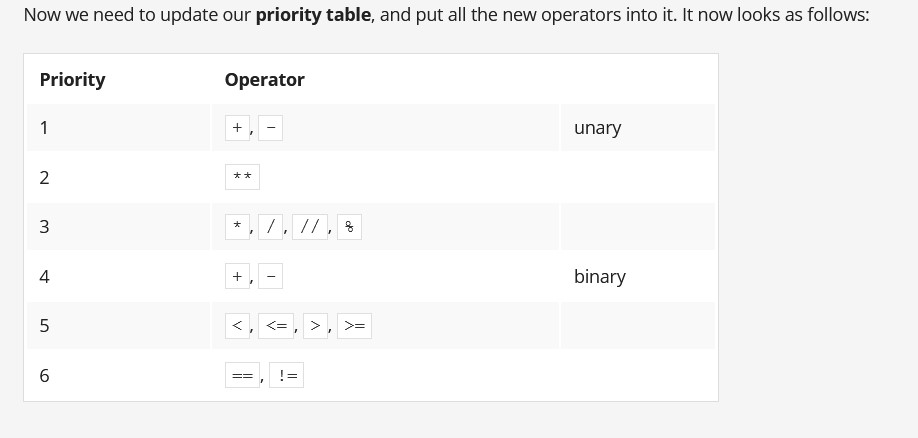 Now we need to update our priority table, and put all the new operators into it. It now looks as follows:
Priority Operator
1 +, - unary
2 **
3 *, /, //, %
4 +, - binary
5 <, <=, >, >=
6 ==, !=